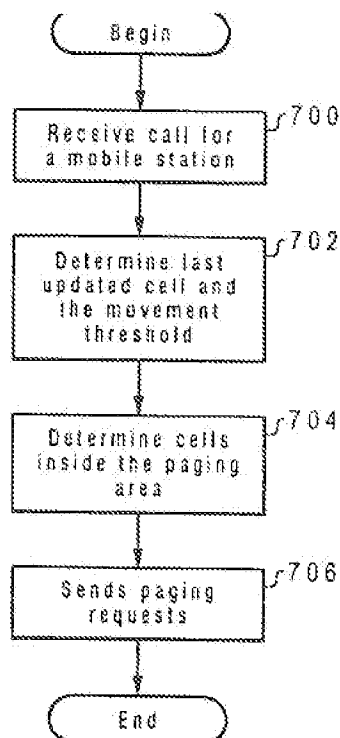 Begin
700
Receive call for
a mobile station
702
Determine last
updated cell and
the movement
threshold
704
Determine cells
inside the paging
area
706
Sends paging
requests
End